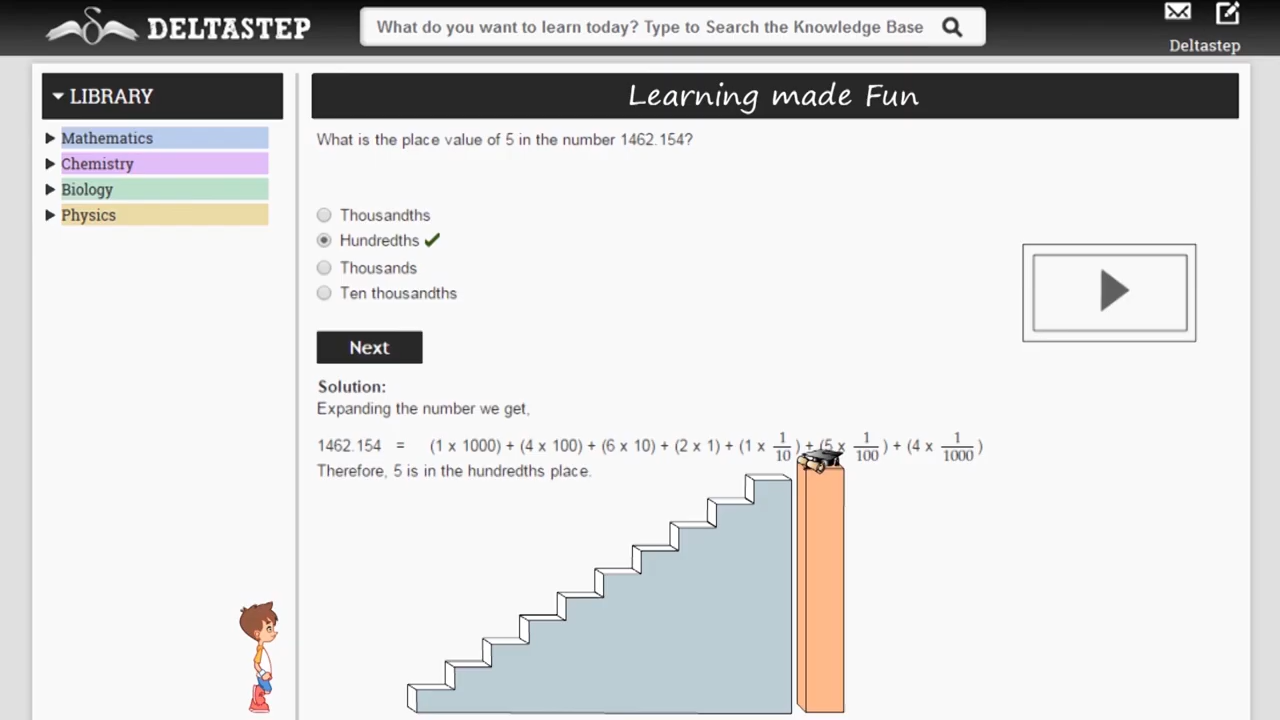 DELTASTEP
What do you want to learn today? Type to Search the Knowledge Base
Deltastep
LIBRARY
Mathematics
Chemistry
Biology
Physics
Learning made Fun
What is the place value of 5 in the number 1462.154?
Thousandths
Hundredths
Thousands
Ten thousandths
Next
Solution:
Expanding the number we get,
1462.154 = (1 x 1000) + (4 x 100) + (6 x 10) + (2 x 1) + (1 x 1/10) + (5 x 1/100) + (4 x 1/1000)
Therefore, 5 is in the hundredths place.